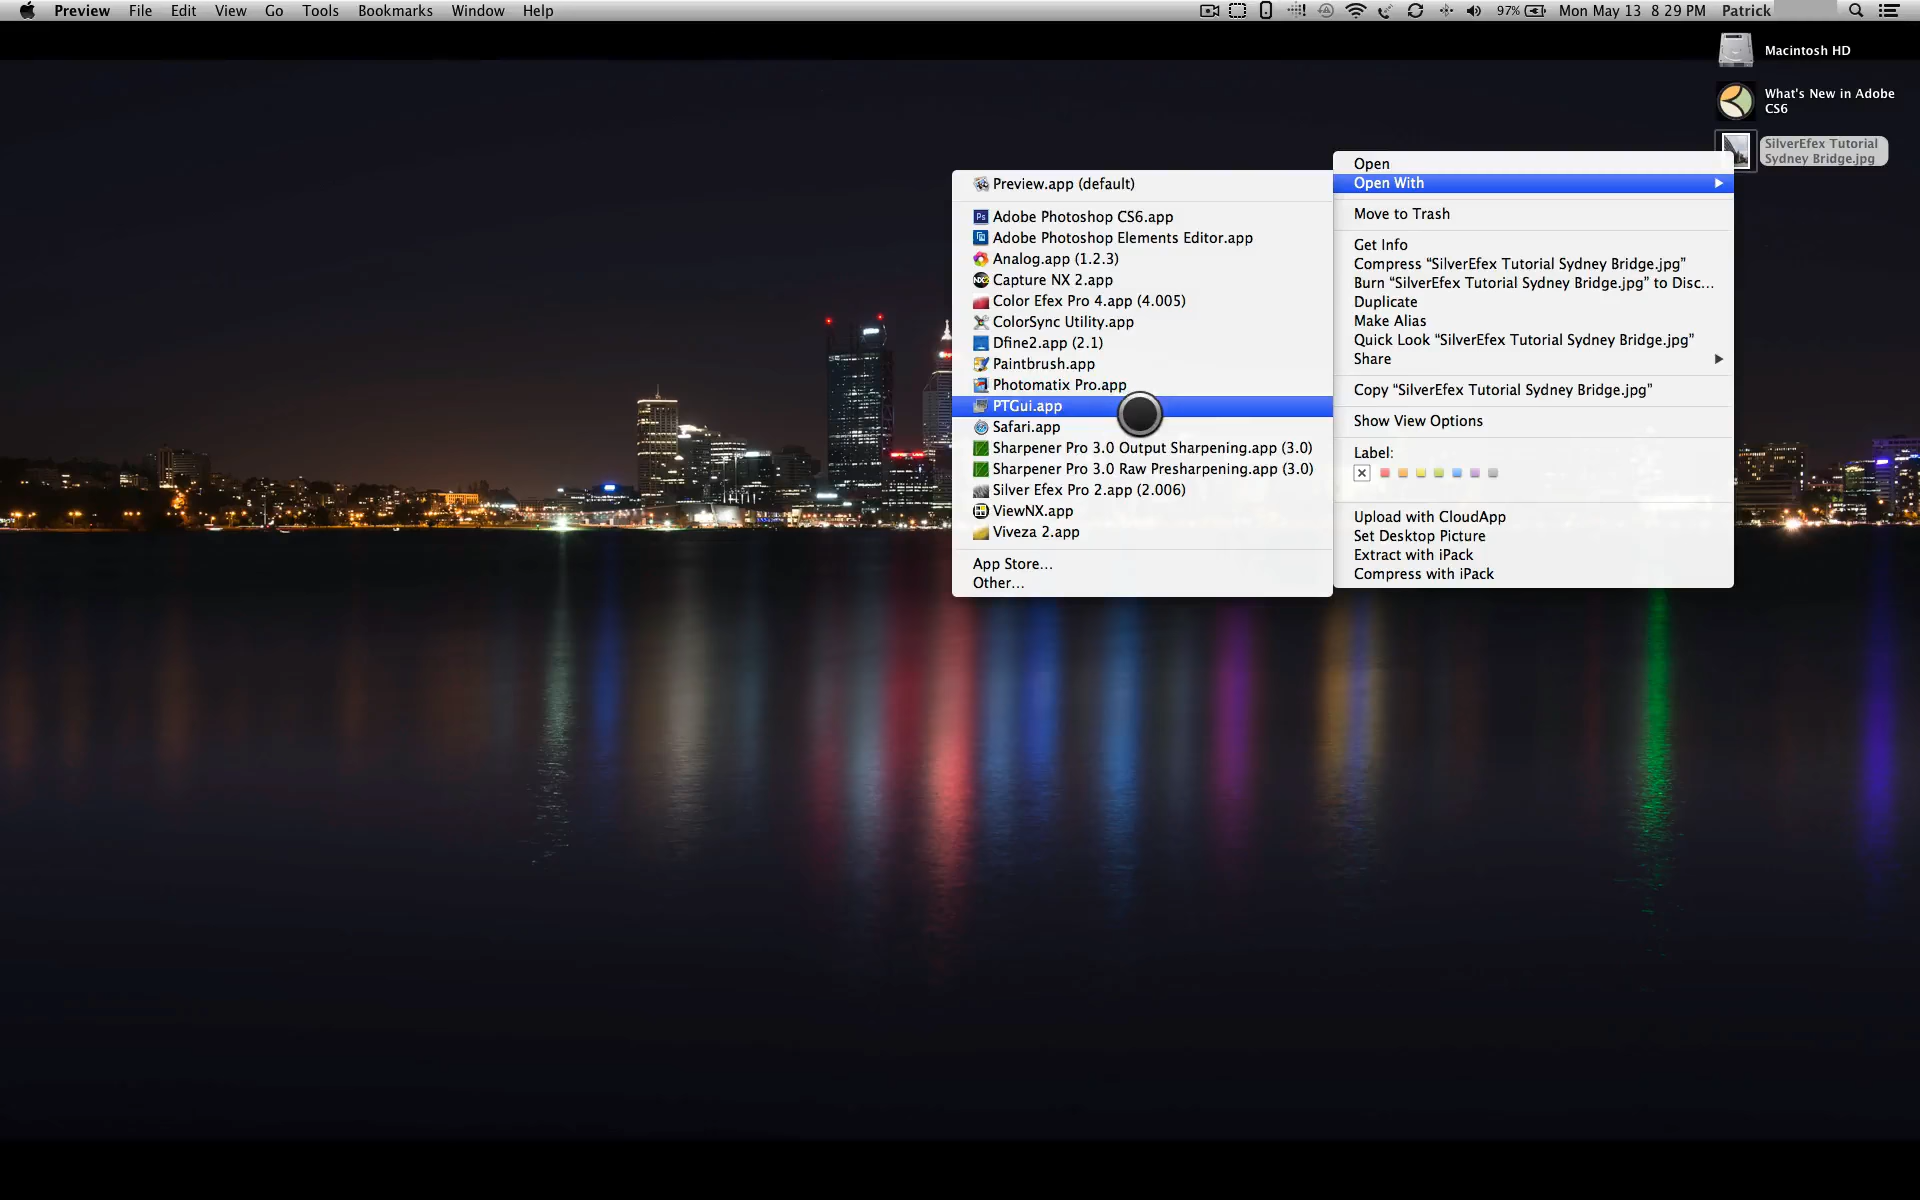 Preview File Edit View Go Tools Bookmarks Window Help 97% Mon May 13 8:29 PM Patrick
Macintosh HD
What's New in Adobe
CS6
SilverEfex Tutorial
Sydney Bridge.jpg
Open
Open With
Move to Trash
Get Info
Compress “SilverEfex Tutorial Sydney Bridge.jpg”
Burn “SilverEfex Tutorial Sydney Bridge.jpg” to Disc...
Duplicate
Make Alias
Quick Look “SilverEfex Tutorial Sydney Bridge.jpg”
Share
Copy “SilverEfex Tutorial Sydney Bridge.jpg”
Show View Options
Label:
Upload with CloudApp
Set Desktop Picture
Extract with iPack
Compress with iPack
Preview.app (default)
Ps Adobe Photoshop CS6.app
Adobe Photoshop Elements Editor.app
Analog.app (1.2.3)
Capture NX 2.app
Color Efex Pro 4.app (4.005)
ColorSync Utility.app
Dfine2.app (2.1)
Paintbrush.app
Photomatix Pro.app
PTGui.app
Safari.app
Sharpener Pro 3.0 Output Sharpening.app (3.0)
Sharpener Pro 3.0 Raw Presharpening.app (3.0)
Silver Efex Pro 2.app (2.006)
ViewNX.app
Viveza 2.app
App Store...
Other...